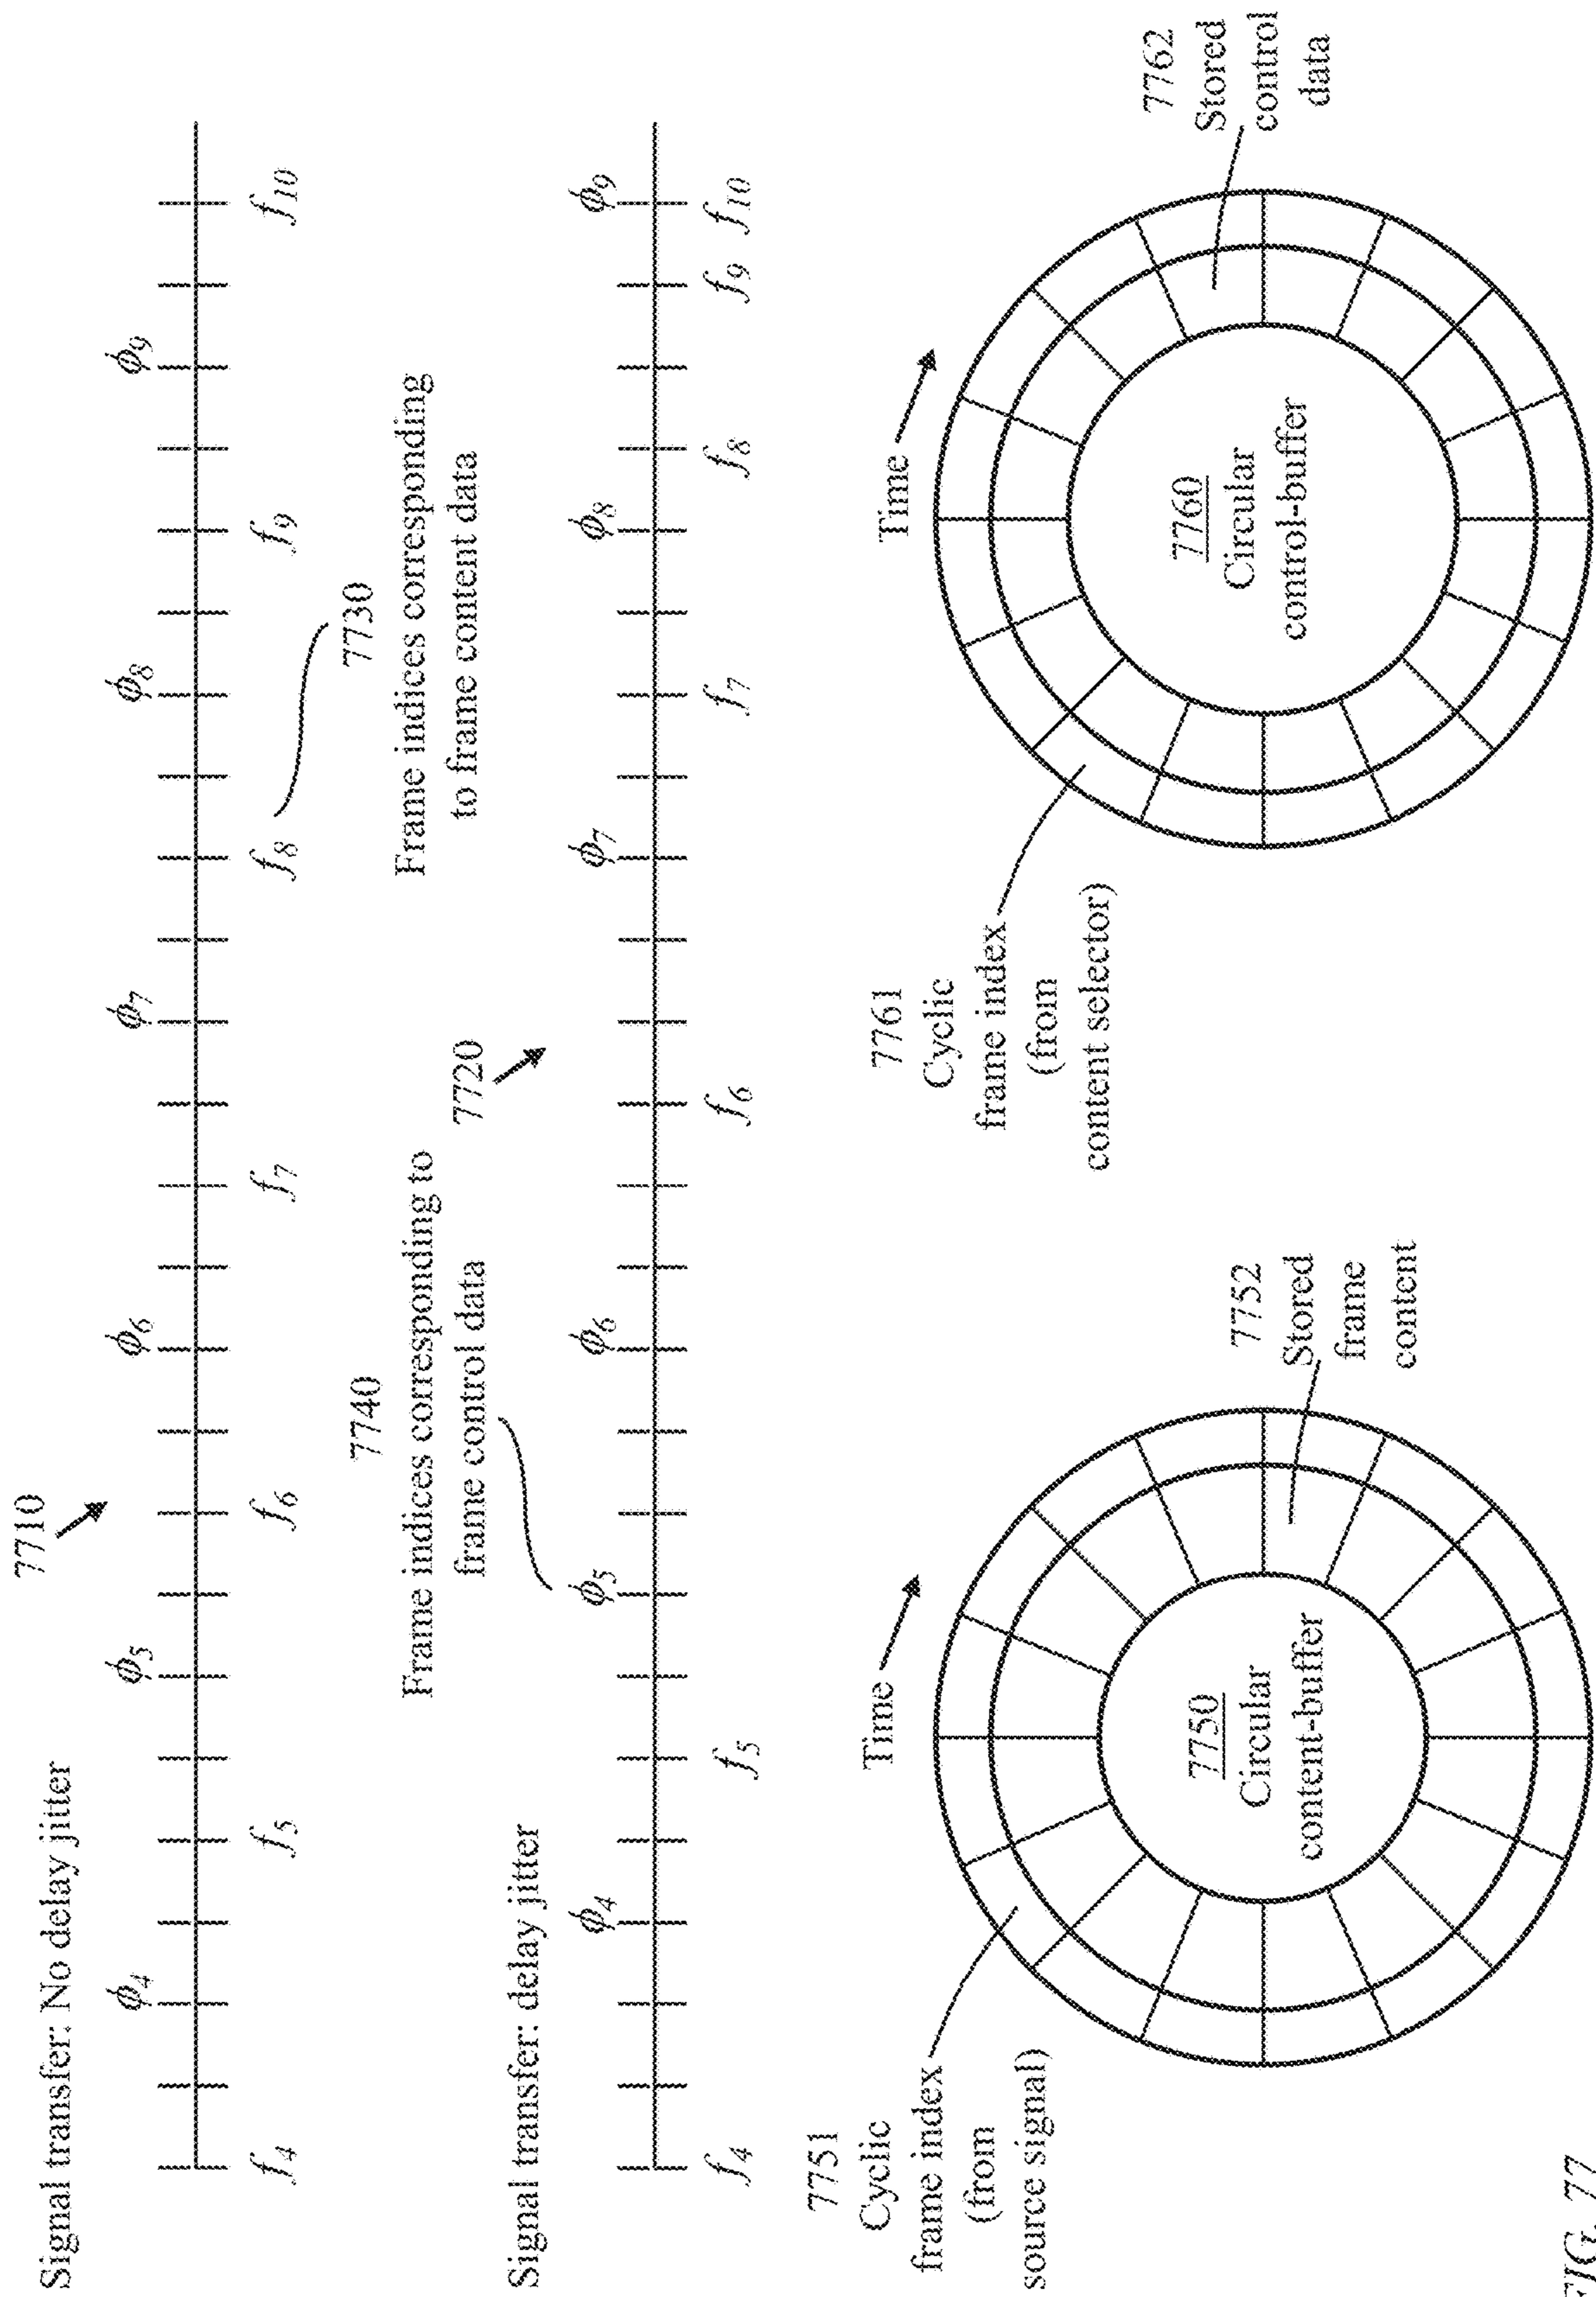 Signal transfer: No delay jitter
7710
ϕ4 ϕ5 ϕ6 ϕ7 ϕ8 ϕ9
f4 f5 f6 f7 f8 f9 f10
7740
Frame indices corresponding to
frame control data
7730
Frame indices corresponding
to frame content data
7720
Signal transfer: delay jitter
ϕ4 ϕ5 ϕ6 ϕ7 ϕ8 ϕ9
f4 f5 f6 f7 f8 f9 f10
7751
Cyclic
frame index
(from
source signal)
Time
7750
Circular
content-buffer
7752
Stored
frame
content
7761
Cyclic
frame index
(from
content selector)
Time
7760
Circular
control-buffer
7762
Stored
control
data
FIG. 77